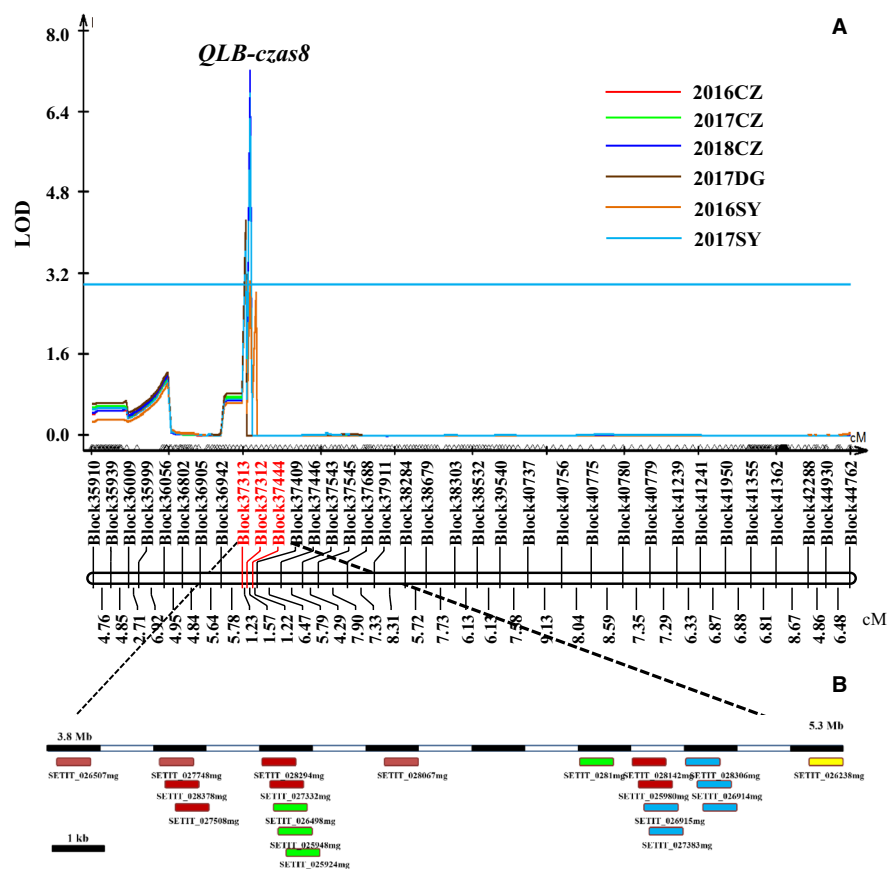 A
8.0
QLB-czas8
2016CZ
6.4
2017CZ
2018CZ
4.8
2017DG
LOD
2016SY
2017SY
3.2
1.6
0.0
cM
Block35910
Block35939
Block36009
Block35999
Block36056
Block36802
Block36905
Block36942
Block37313
Block37312
Block37444
Block37409
Block37446
Block37543
Block37545
Block37688
Block37911
Block38284
Block38679
Block38303
Block38532
Block39540
Block40737
Block40756
Block40775
Block40780
Block40779
Block41239
Block41241
Block41950
Block41355
Block41362
Block42288
Block44930
Block44762
4.76
4.85
2.71
6.92
4.95
4.84
5.64
5.78
1.23
1.57
1.22
6.47
5.79
4.29
7.90
7.33
8.31
5.72
7.73
6.13
6.13
7.58
9.13
8.04
8.59
7.35
7.29
6.33
6.87
6.88
6.81
8.67
4.86
6.48
cM
B
3.8 Mb
5.3 Mb
SETIT_026507mg
SETIT_027748mg
SETIT_028294mg
SETIT_028067mg
SETIT_0281mg
SETIT_028142mg
SETIT_028306mg
SETIT_026238mg
SETIT_028378mg
SETIT_027332mg
SETIT_025980mg
SETIT_026914mg
SETIT_027508mg
SETIT_026498mg
SETIT_026915mg
1 kb
SETIT_025948mg
SETIT_027383mg
SETIT_025924mg